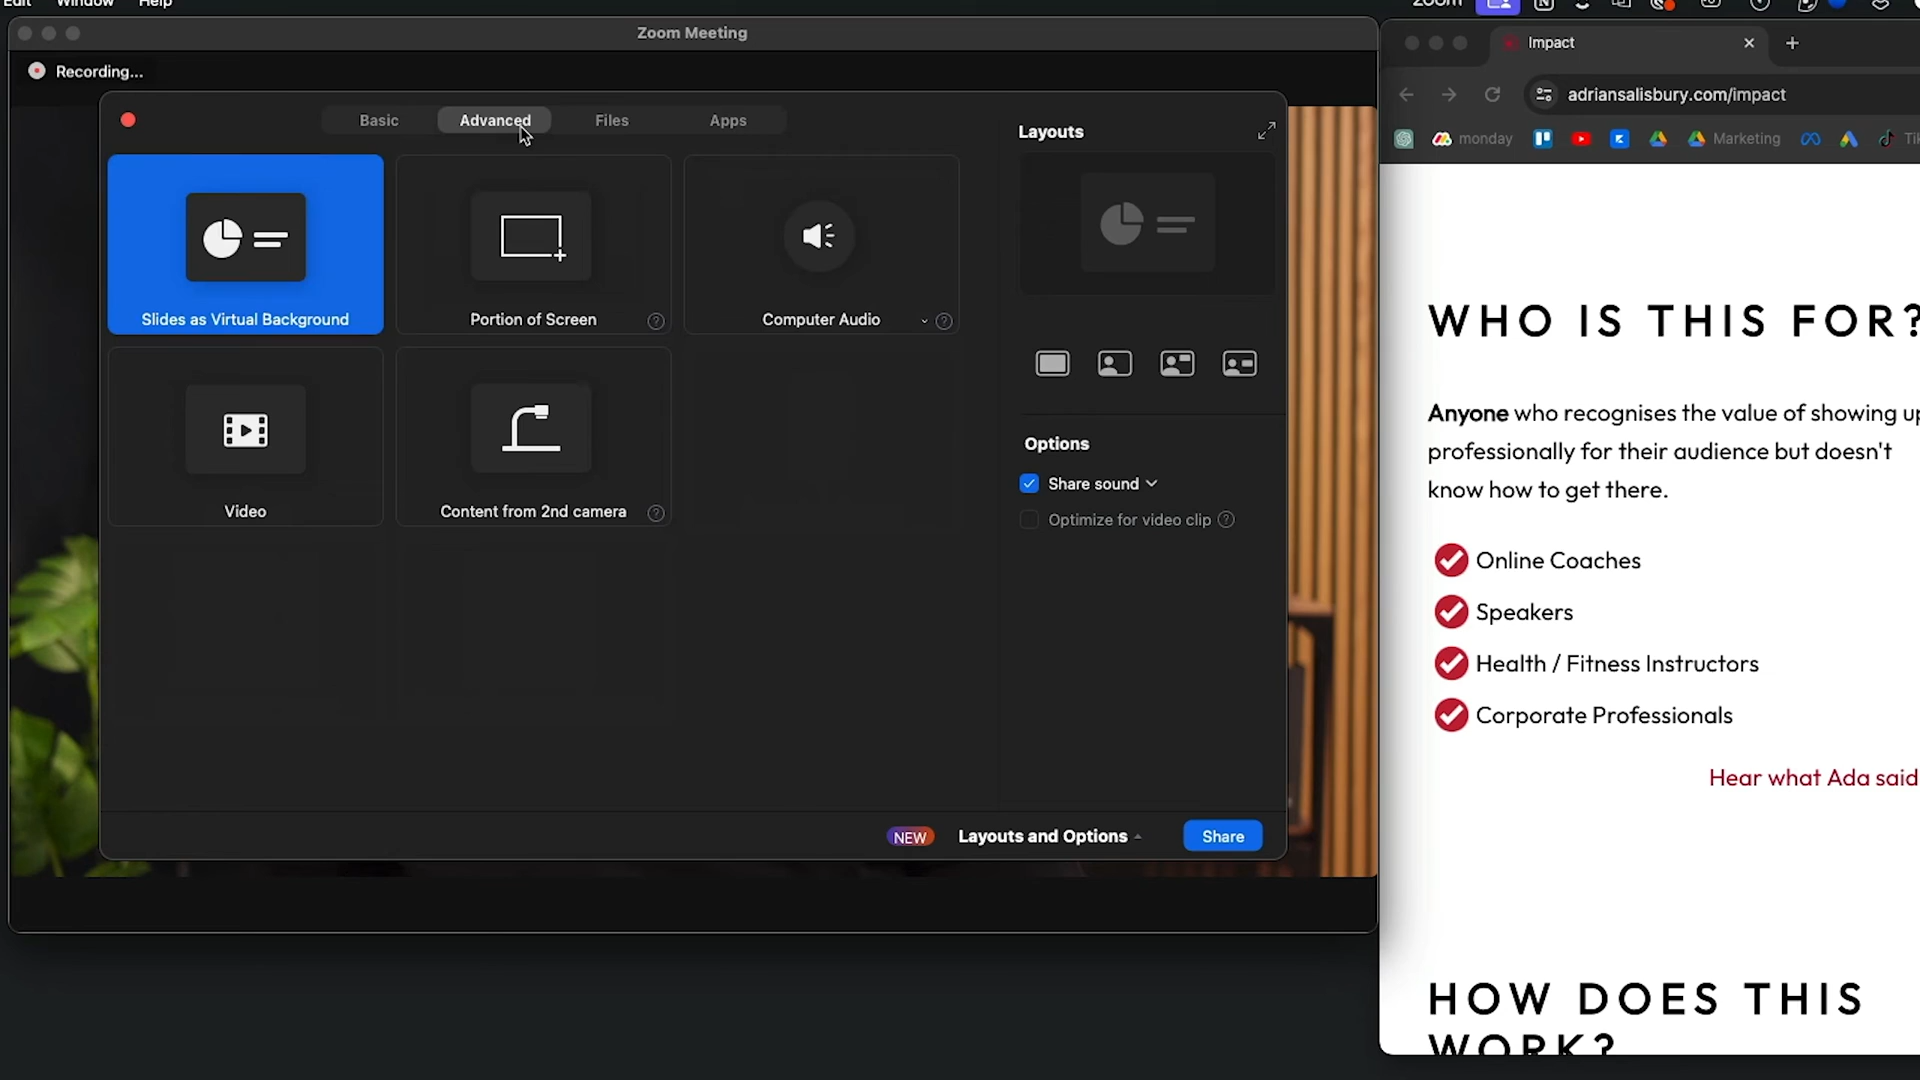 Edit Window Help
zoom
Zoom Meeting
Recording...
Basic
Advanced
Files
Apps
Slides as Virtual Background
Portion of Screen
Computer Audio
Video
Content from 2nd camera
Layouts
Options
Share sound
Optimize for video clip
NEW
Layouts and Options
Share
Impact
adriansalisbury.com/impact
monday
Marketing
Tik
WHO IS THIS FOR?
Anyone who recognises the value of showing up
professionally for their audience but doesn't
know how to get there.
Online Coaches
Speakers
Health / Fitness Instructors
Corporate Professionals
Hear what Ada said
HOW DOES THIS
WORK?